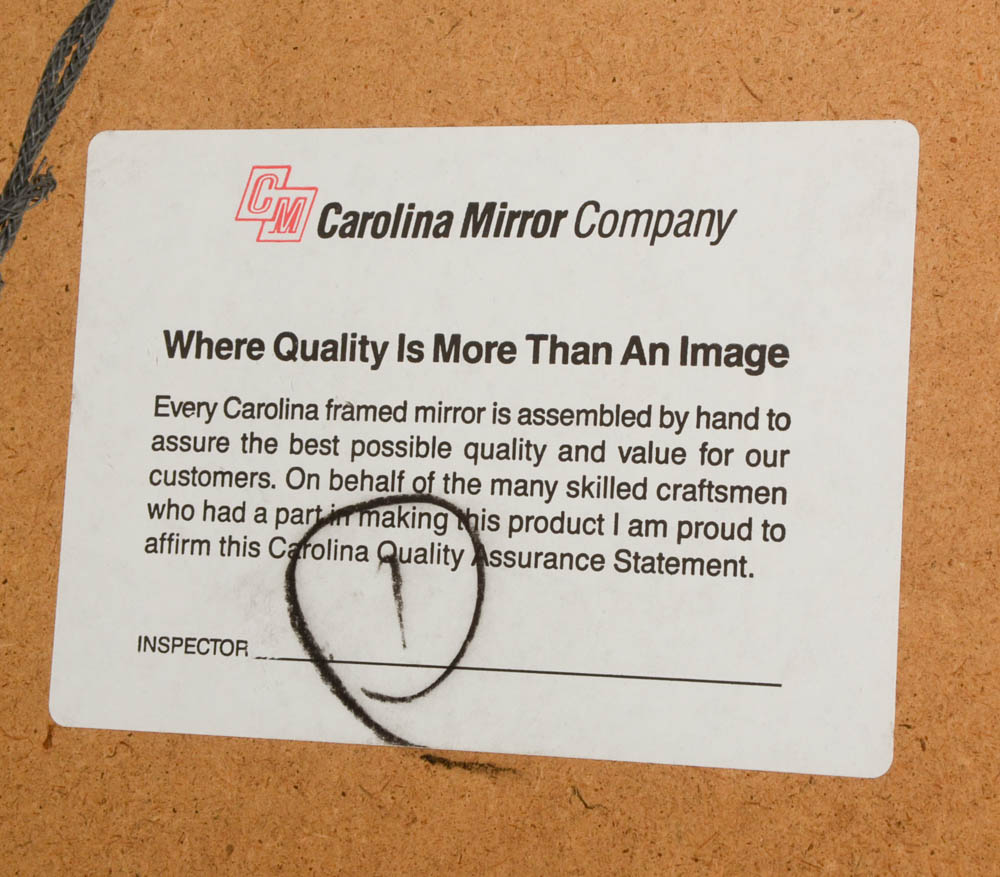 CM Carolina Mirror Company
Where Quality Is More Than An Image
Every Carolina framed mirror is assembled by hand to
assure the best possible quality and value for our
customers. On behalf of the many skilled craftsmen
who had a part in making this product I am proud to
affirm this Carolina Quality Assurance Statement.
1
INSPECTOR